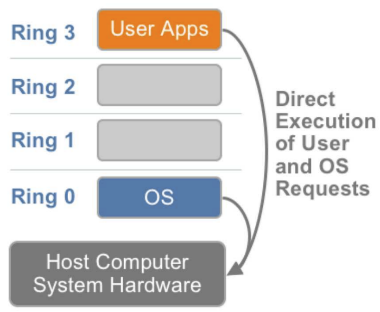 Ring 3
User Apps
Ring 2
Ring 1
Ring 0
OS
Direct
Execution
of User
and OS
Requests
Host Computer
System Hardware